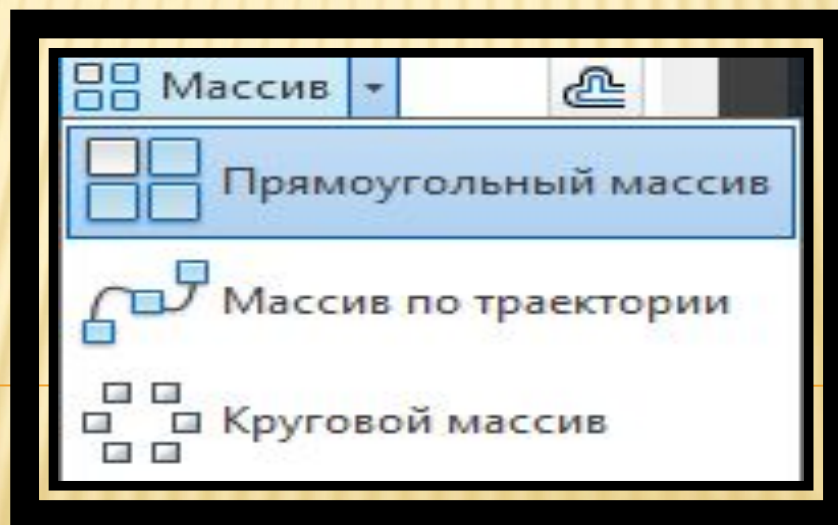 Массив
Прямоугольный массив
Массив по траектории
Круговой массив